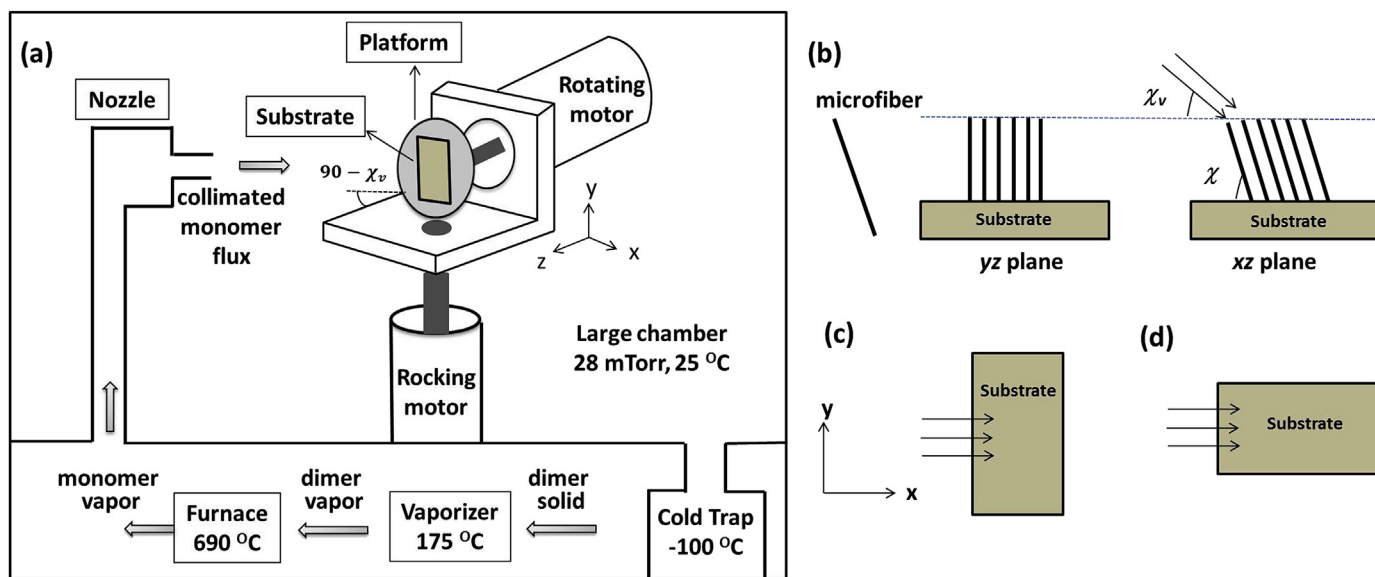 (a)
Platform
Nozzle
Substrate
Rotating
motor
90 − χᵥ
collimated
monomer
flux
y
x
z
Large chamber
28 mTorr, 25 ᴼC
Rocking
motor
monomer
vapor
Furnace
690 ᴼC
dimer
vapor
Vaporizer
175 ᴼC
dimer
solid
Cold Trap
-100 ᴼC
(b)
microfiber
χᵥ
χ
Substrate
Substrate
yz plane
xz plane
(c)
Substrate
y
x
(d)
Substrate